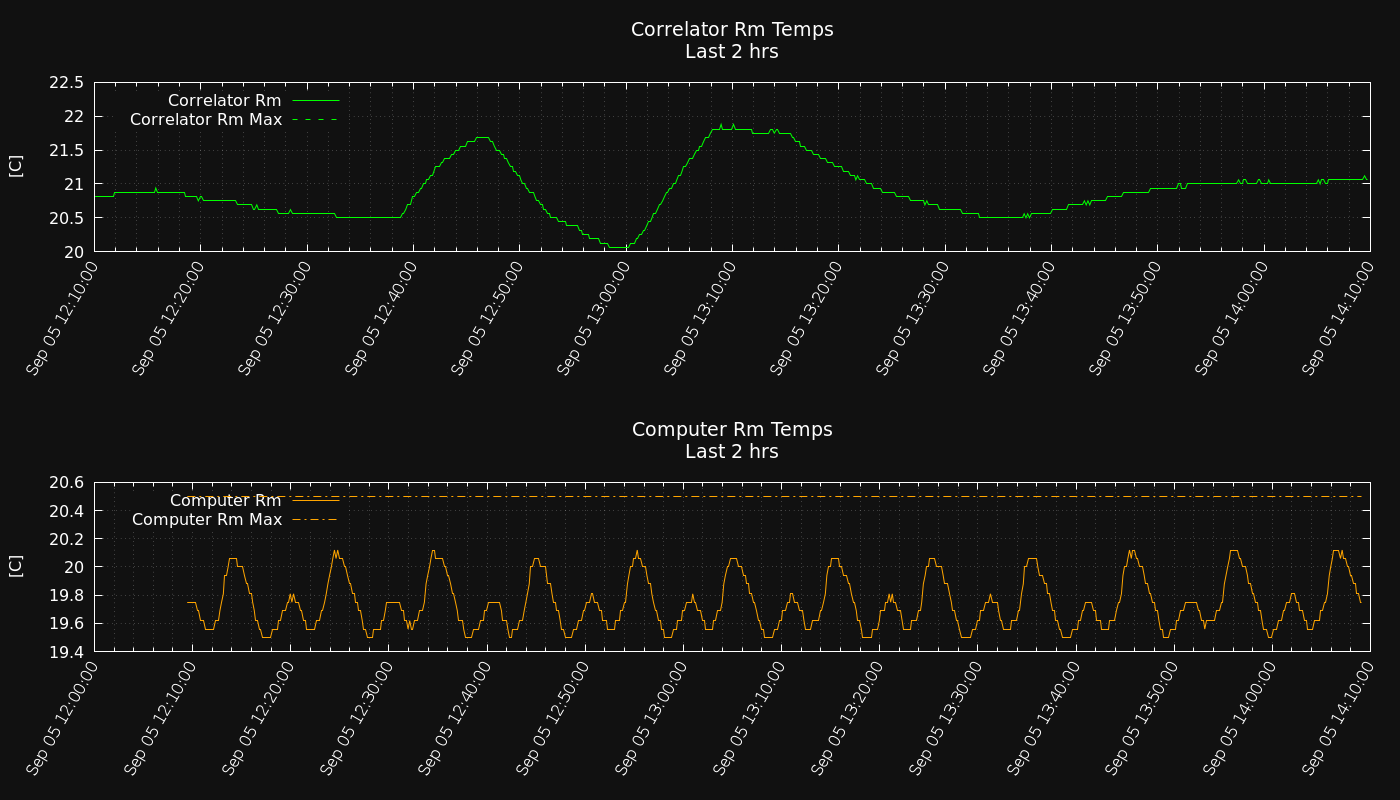 Correlator Rm Temps
Last 2 hrs
22.5
22
21.5
21
20.5
20
[C]
Correlator Rm
Correlator Rm Max
Sep 05 12:10:00
Sep 05 12:20:00
Sep 05 12:30:00
Sep 05 12:40:00
Sep 05 12:50:00
Sep 05 13:00:00
Sep 05 13:10:00
Sep 05 13:20:00
Sep 05 13:30:00
Sep 05 13:40:00
Sep 05 13:50:00
Sep 05 14:00:00
Sep 05 14:10:00
Computer Rm Temps
Last 2 hrs
20.6
20.4
20.2
20
19.8
19.6
19.4
[C]
Computer Rm
Computer Rm Max
Sep 05 12:00:00
Sep 05 12:10:00
Sep 05 12:20:00
Sep 05 12:30:00
Sep 05 12:40:00
Sep 05 12:50:00
Sep 05 13:00:00
Sep 05 13:10:00
Sep 05 13:20:00
Sep 05 13:30:00
Sep 05 13:40:00
Sep 05 13:50:00
Sep 05 14:00:00
Sep 05 14:10:00